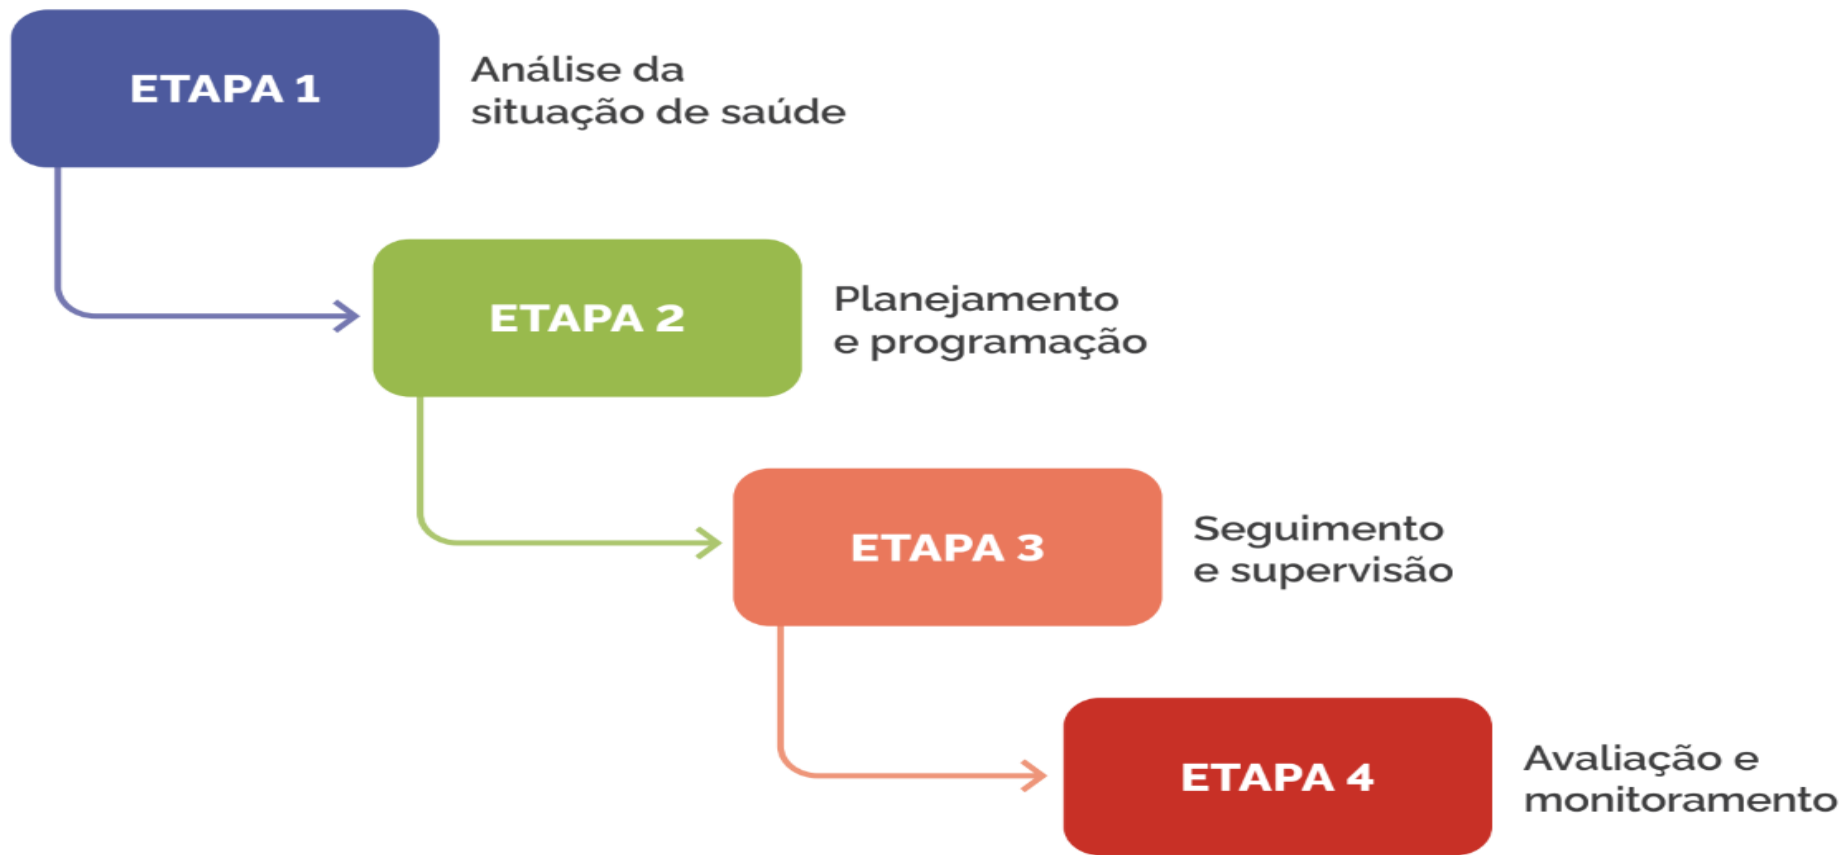 ETAPA 1
Análise da
situação de saúde
ETAPA 2
Planejamento
e programação
ETAPA 3
Seguimento
e supervisão
ETAPA 4
Avaliação e
monitoramento